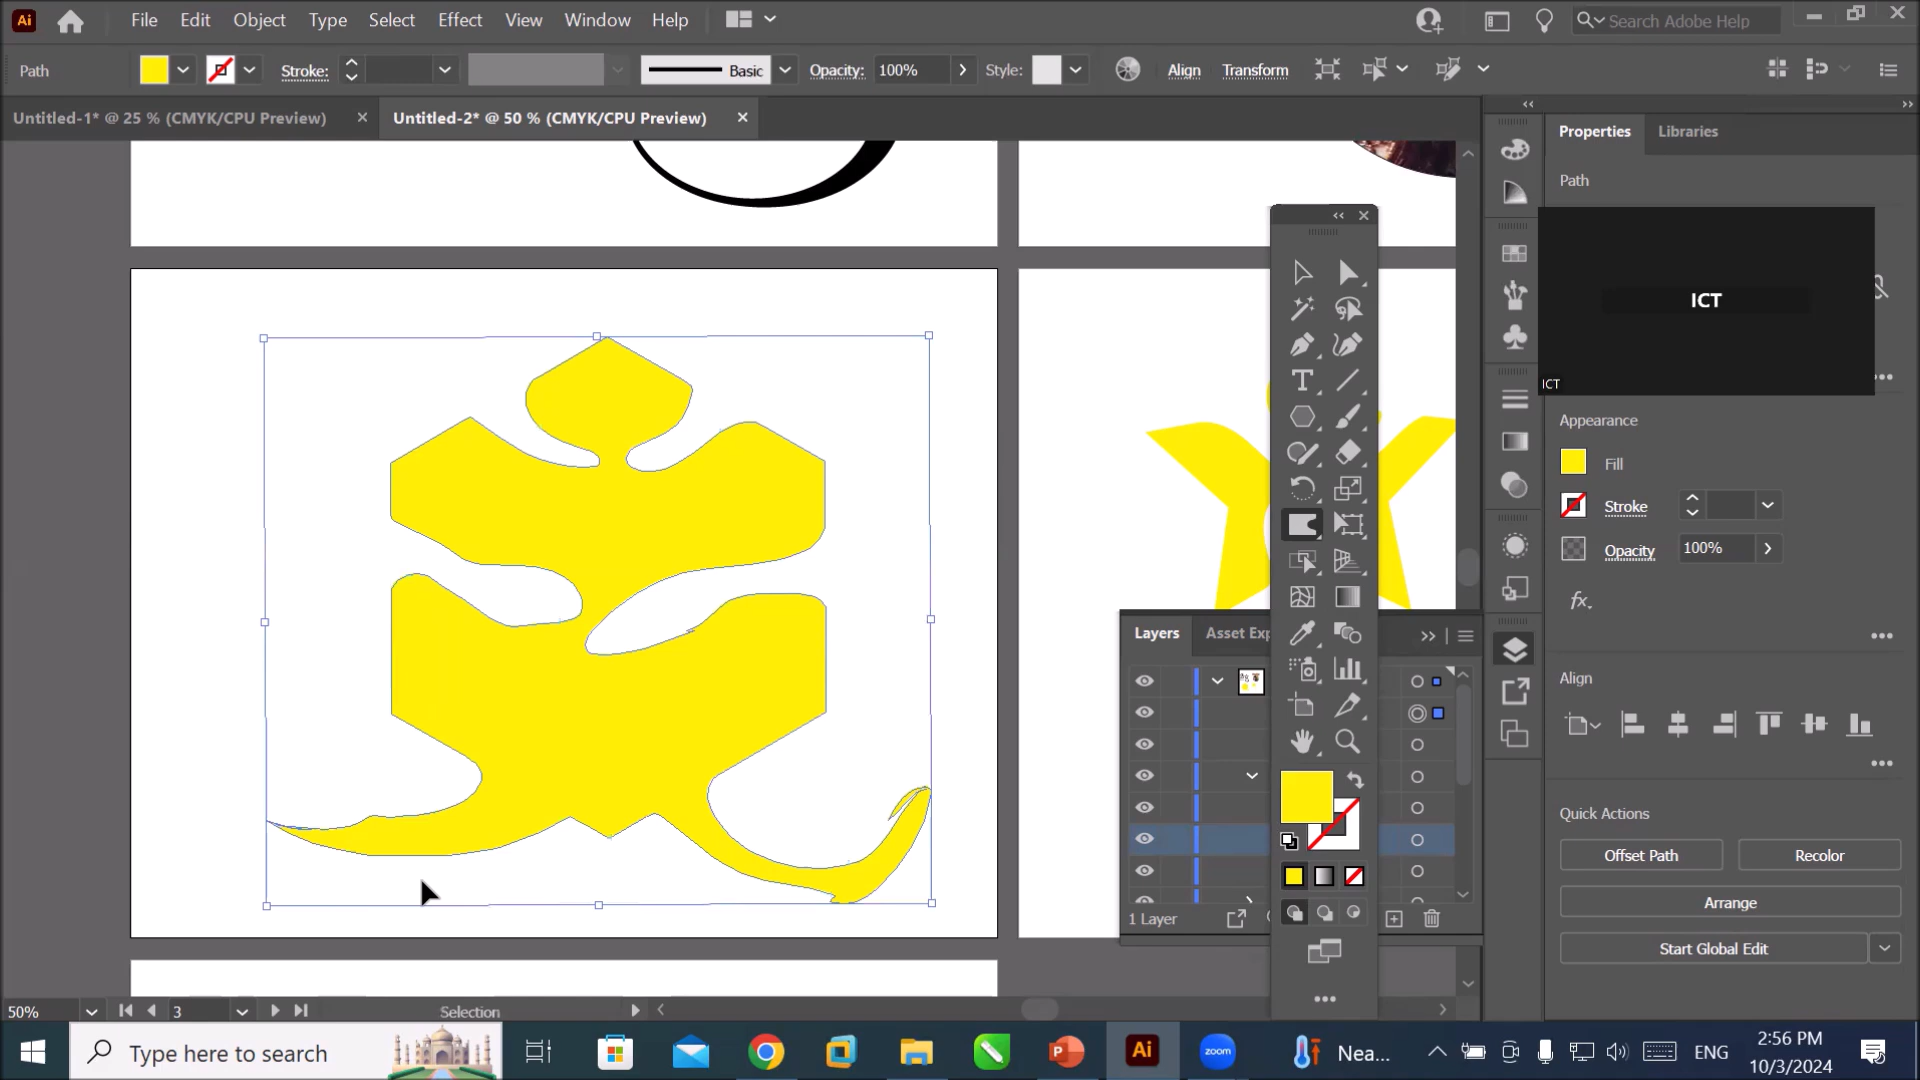 Ai File Edit Object Type Select Effect View Window Help Search Adobe Help
Path Stroke: Basic Opacity: 100% Style: Align Transform
Untitled-1* @ 25 % (CMYK/CPU Preview) Untitled-2* @ 50 % (CMYK/CPU Preview)
Properties Libraries
Path
ICT
ICT
Appearance
Fill
Stroke
Opacity 100%
fx
Layers Asset Exp
1 Layer
Align
Quick Actions
Offset Path Recolor
Arrange
Start Global Edit
50% 3 Selection
Type here to search
zoom
Nea...
ENG
2:56 PM
10/3/2024